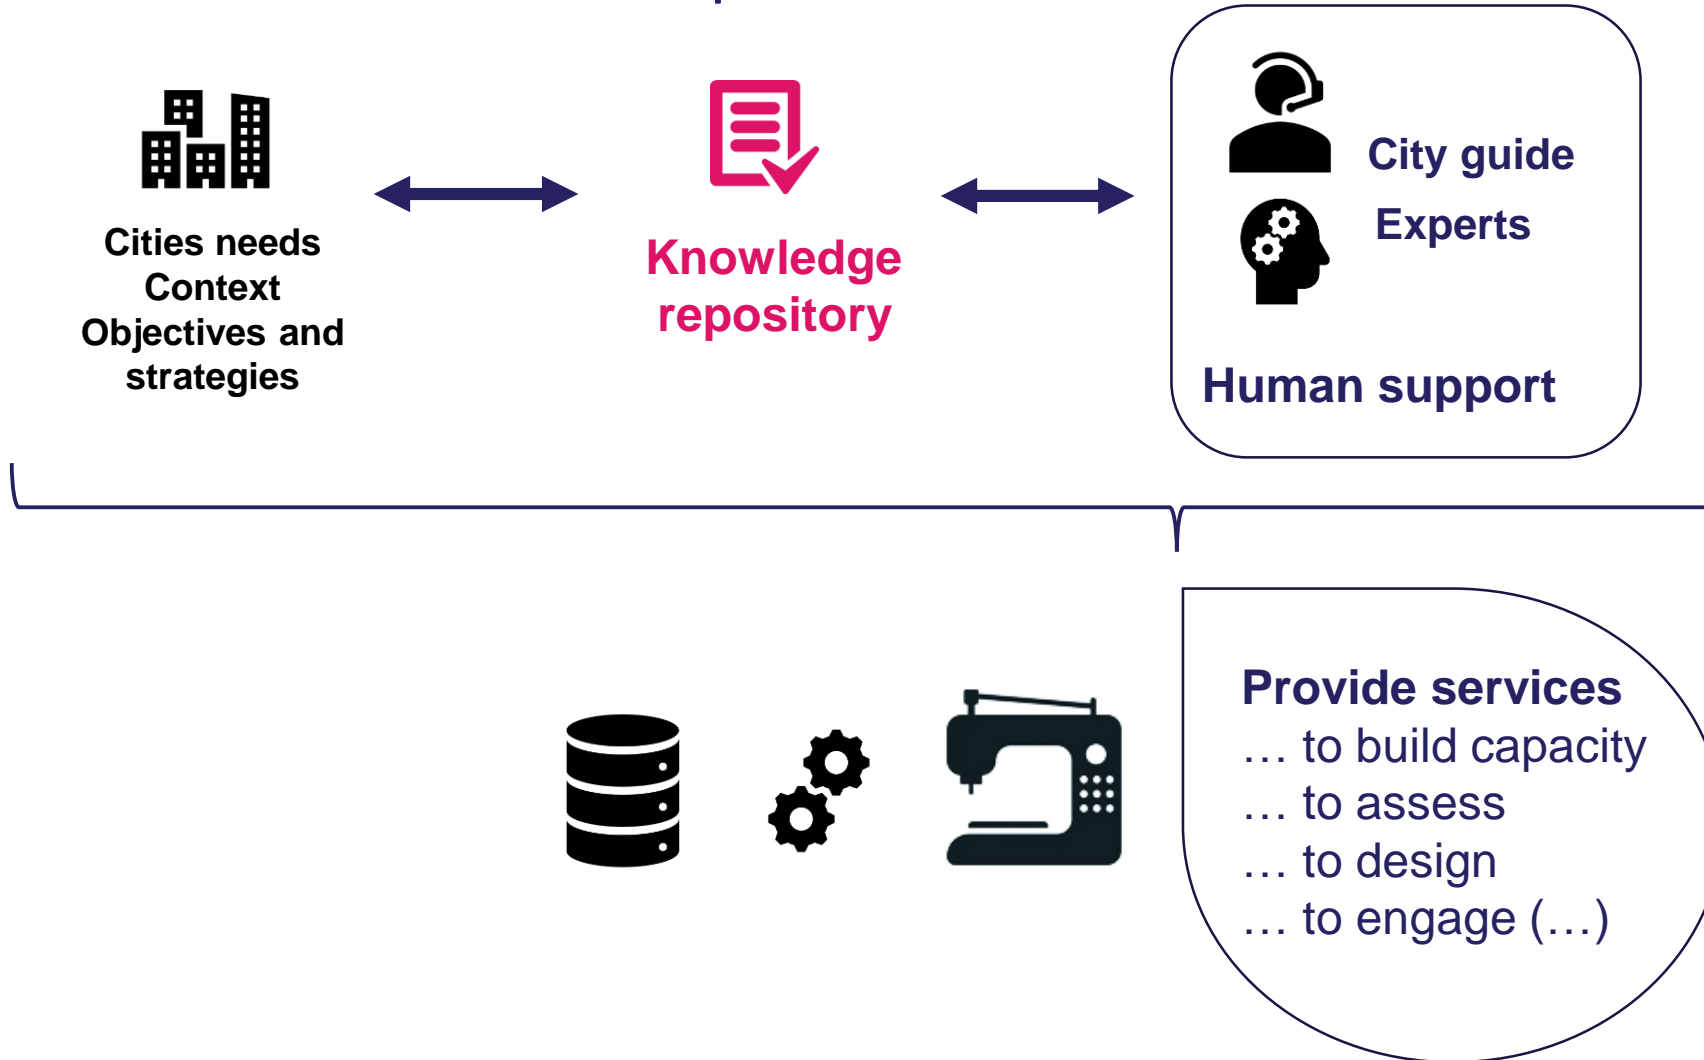 Cities needs
Context
Objectives and
strategies
Knowledge
repository
City guide
Experts
Human support
Provide services
… to build capacity
… to assess
… to design
… to engage (…)